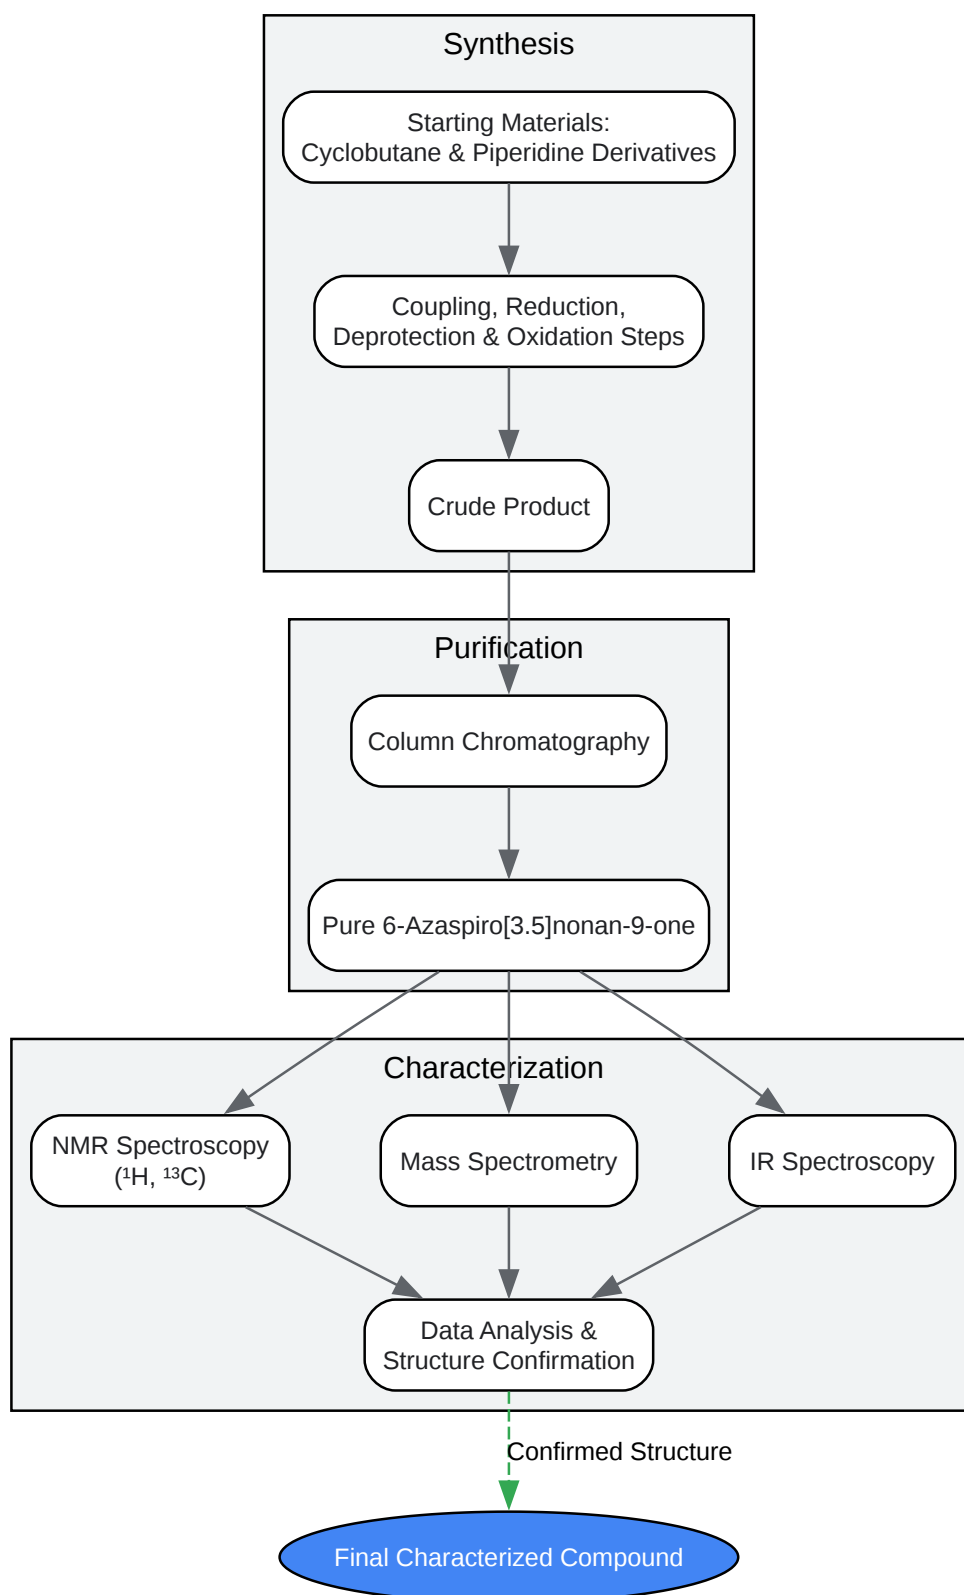 Synthesis
Starting Materials:
Cyclobutane & Piperidine Derivatives
Coupling, Reduction,
Deprotection & Oxidation Steps
Crude Product
Purification
Column Chromatography
Pure 6-Azaspiro[3.5]nonan-9-one
Characterization
NMR Spectroscopy
(¹H, ¹³C)
Mass Spectrometry
IR Spectroscopy
Data Analysis &
Structure Confirmation
Confirmed Structure
Final Characterized Compound